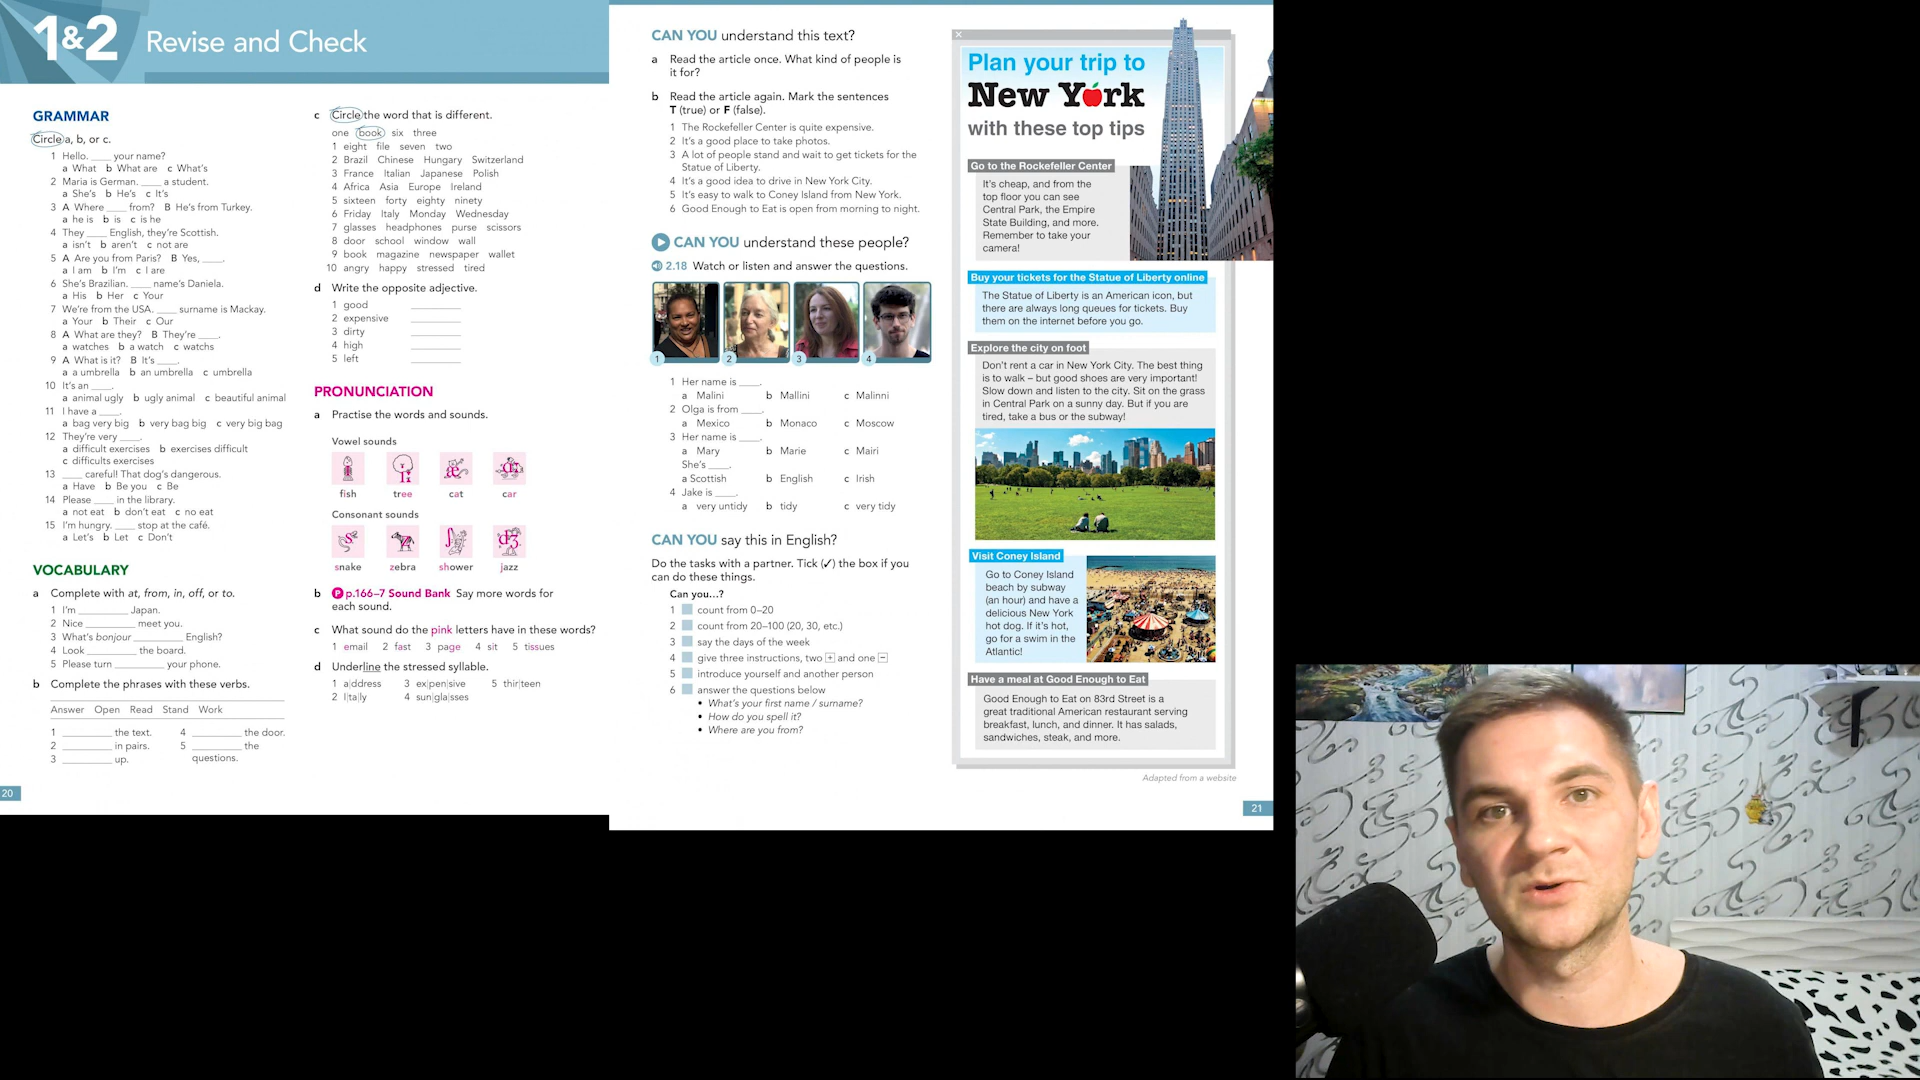 1&2 Revise and Check
GRAMMAR
Circle a, b, or c.
1 Hello. ____ your name?
a What b What are c What's
2 Maria is German. ____ a student.
a She's b He's c It's
3 A Where ____ from? B He's from Turkey.
a he is b is c is he
4 They ____ English, they're Scottish.
a isn't b aren't c not are
5 A Are you from Paris? B Yes, ____.
a I am b I'm c I are
6 She's Brazilian. ____ name's Daniela.
a His b Her c Your
7 We're from the USA. ____ surname is Mackay.
a Your b Their c Our
8 A What are they? B They're ____.
a watches b a watch c watchs
9 A What is it? B It's ____.
a a umbrella b an umbrella c umbrella
10 It's an ____.
a animal ugly b ugly animal c beautiful animal
11 I have a ____.
a bag very big b very bag big c very big bag
12 They're very ____.
a difficult exercises b exercises difficult
c difficults exercises
13 ____ careful! That dog's dangerous.
a Have b Be you c Be
14 Please ____ in the library.
a not eat b don't eat c no eat
15 I'm hungry. ____ stop at the café.
a Let's b Let c Don't
VOCABULARY
a Complete with at, from, in, off, or to.
1 I'm ________ Japan.
2 Nice ________ meet you.
3 What's bonjour ________ English?
4 Look ________ the board.
5 Please turn ________ your phone.
b Complete the phrases with these verbs.
Answer Open Read Stand Work
1 ________ the text.
2 ________ in pairs.
3 ________ up.
4 ________ the door.
5 ________ the
questions.
20
c Circle the word that is different.
one book six three
1 eight file seven two
2 Brazil Chinese Hungary Switzerland
3 France Italian Japanese Polish
4 Africa Asia Europe Ireland
5 sixteen forty eighty ninety
6 Friday Italy Monday Wednesday
7 glasses headphones purse scissors
8 door school window wall
9 book magazine newspaper wallet
10 angry happy stressed tired
d Write the opposite adjective.
1 good ________
2 expensive ________
3 dirty ________
4 high ________
5 left ________
PRONUNCIATION
a Practise the words and sounds.
Vowel sounds
fish tree cat car
Consonant sounds
snake zebra shower jazz
b P p.166–7 Sound Bank Say more words for
each sound.
c What sound do the pink letters have in these words?
1 email 2 fast 3 page 4 sit 5 tissues
d Underline the stressed syllable.
1 a|ddress 3 ex|pen|sive 5 thir|teen
2 I|ta|ly 4 sun|gla|sses
CAN YOU understand this text?
a Read the article once. What kind of people is
it for?
b Read the article again. Mark the sentences
T (true) or F (false).
1 The Rockefeller Center is quite expensive.
2 It's a good place to take photos.
3 A lot of people stand and wait to get tickets for the
Statue of Liberty.
4 It's a good idea to drive in New York City.
5 It's easy to walk to Coney Island from New York.
6 Good Enough to Eat is open from morning to night.
CAN YOU understand these people?
2.18 Watch or listen and answer the questions.
1 2 3 4
1 Her name is ____.
a Malini b Mallini c Malinni
2 Olga is from ____.
a Mexico b Monaco c Moscow
3 Her name is ____.
a Mary b Marie c Mairi
She's ____.
a Scottish b English c Irish
4 Jake is ____.
a very untidy b tidy c very tidy
CAN YOU say this in English?
Do the tasks with a partner. Tick (✓) the box if you
can do these things.
Can you...?
1 count from 0–20
2 count from 20–100 (20, 30, etc.)
3 say the days of the week
4 give three instructions, two + and one −
5 introduce yourself and another person
6 answer the questions below
• What's your first name / surname?
• How do you spell it?
• Where are you from?
Plan your trip to
New York
with these top tips
Go to the Rockefeller Center
It's cheap, and from the
top floor you can see
Central Park, the Empire
State Building, and more.
Remember to take your
camera!
Buy your tickets for the Statue of Liberty online
The Statue of Liberty is an American icon, but
there are always long queues for tickets. Buy
them on the internet before you go.
Explore the city on foot
Don't rent a car in New York City. The best thing
is to walk – but good shoes are very important!
Slow down and listen to the city. Sit on the grass
in Central Park on a sunny day. But if you are
tired, take a bus or the subway!
Visit Coney Island
Go to Coney Island
beach by subway
(an hour) and have a
delicious New York
hot dog. If it's hot,
go for a swim in the
Atlantic!
Have a meal at Good Enough to Eat
Good Enough to Eat on 83rd Street is a
great traditional American restaurant serving
breakfast, lunch, and dinner. It has salads,
sandwiches, steak, and more.
Adapted from a website
21